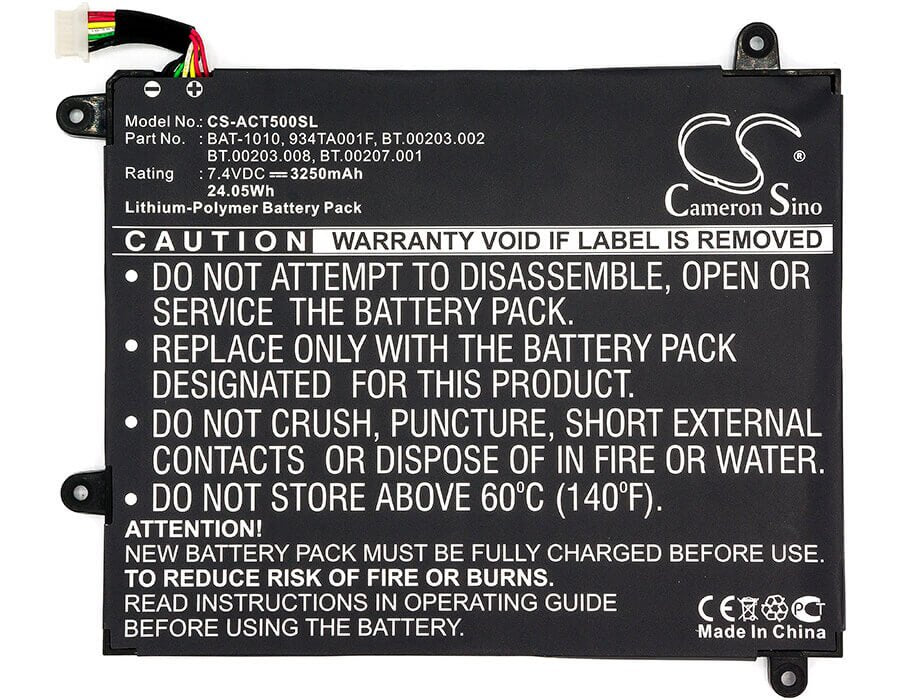 Model No.: CS-ACT500SL
Part No. : BAT-1010, 934TA001F, BT.00203.002
BT.00203.008, BT.00207.001
Rating : 7.4VDC ⎓ 3250mAh
24.05Wh
Lithium-Polymer Battery Pack
CS ®
Cameron Sino
CAUTION WARRANTY VOID IF LABEL IS REMOVED
• DO NOT ATTEMPT TO DISASSEMBLE, OPEN OR
SERVICE THE BATTERY PACK.
• REPLACE ONLY WITH THE BATTERY PACK
DESIGNATED FOR THIS PRODUCT.
• DO NOT CRUSH, PUNCTURE, SHORT EXTERNAL
CONTACTS OR DISPOSE OF IN FIRE OR WATER.
• DO NOT STORE ABOVE 60ºC (140ºF).
ATTENTION!
NEW BATTERY PACK MUST BE FULLY CHARGED BEFORE USE.
TO REDUCE RISK OF FIRE OR BURNS.
READ INSTRUCTIONS IN OPERATING GUIDE
BEFORE USING THE BATTERY.
CE PCT
Made In China